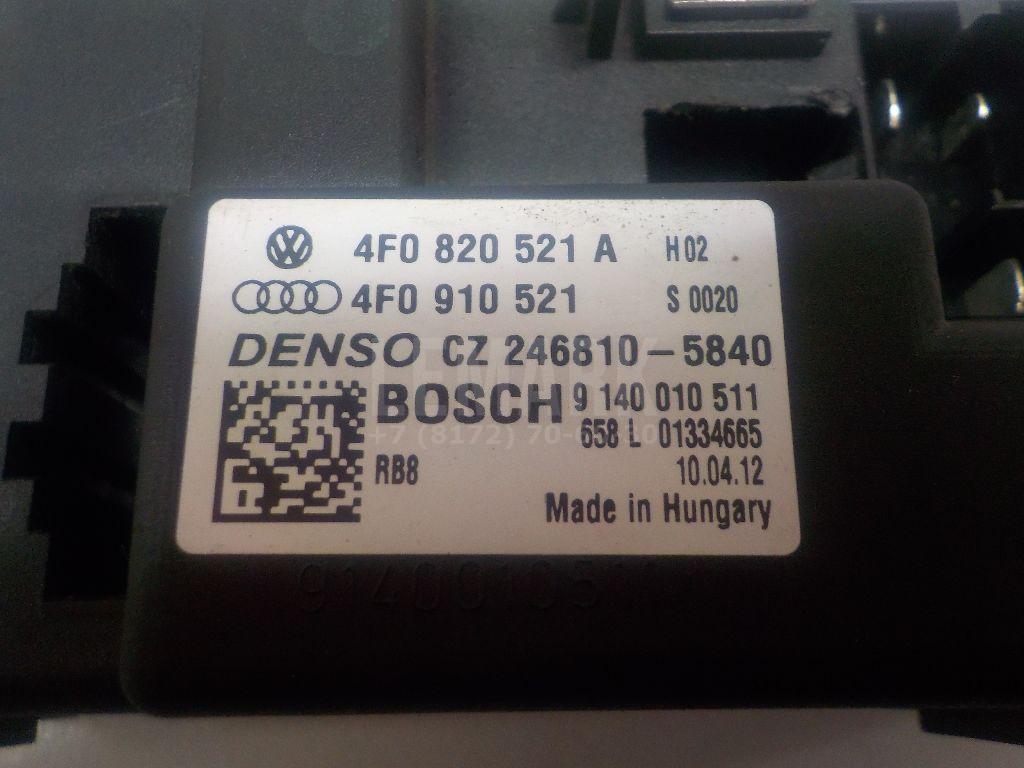 4F0 820 521 A H02
4F0 910 521 S 0020
DENSO CZ 246810-5840
BOSCH 9 140 010 511
658 L 01334665
RB8 10.04.12
Made in Hungary